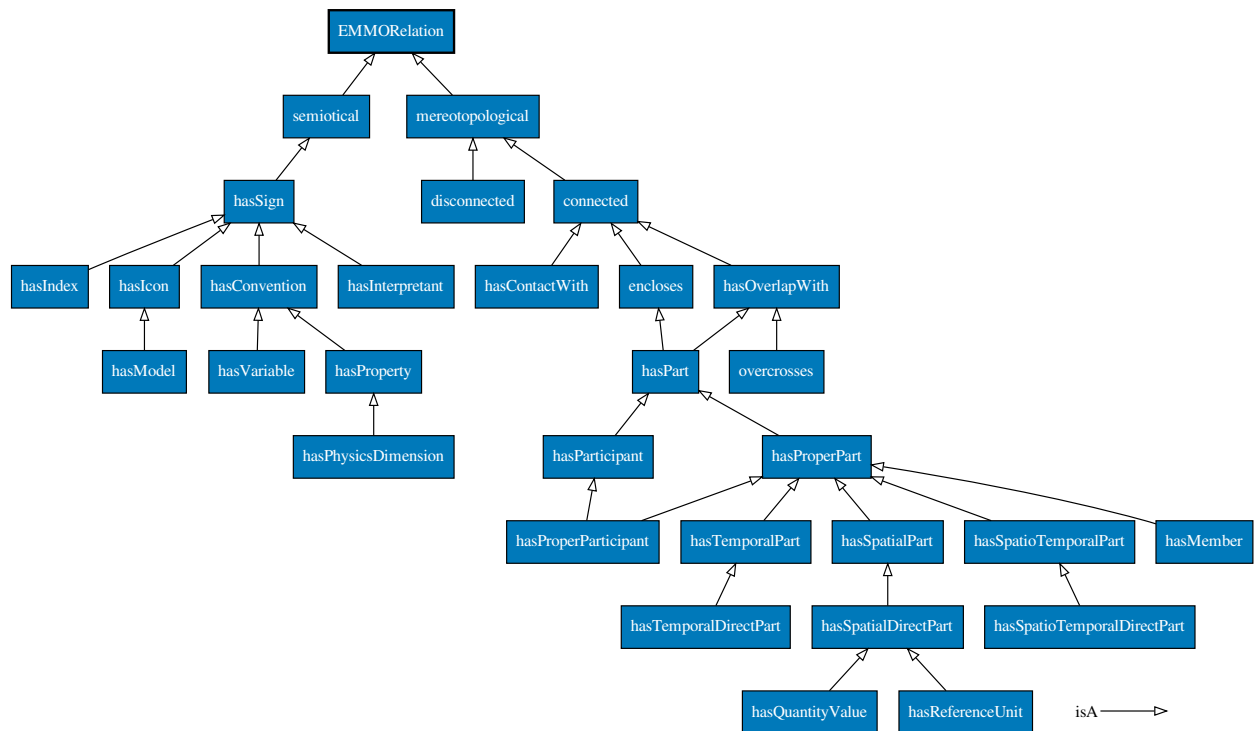 EMMORelation
semiotical
mereotopological
hasSign
disconnected
connected
hasIndex
hasIcon
hasConvention
hasInterpretant
hasContactWith
encloses
hasOverlapWith
hasModel
hasVariable
hasProperty
hasPart
overcrosses
hasPhysicsDimension
hasParticipant
hasProperPart
hasProperParticipant
hasTemporalPart
hasSpatialPart
hasSpatioTemporalPart
hasMember
hasTemporalDirectPart
hasSpatialDirectPart
hasSpatioTemporalDirectPart
hasQuantityValue
hasReferenceUnit
isA